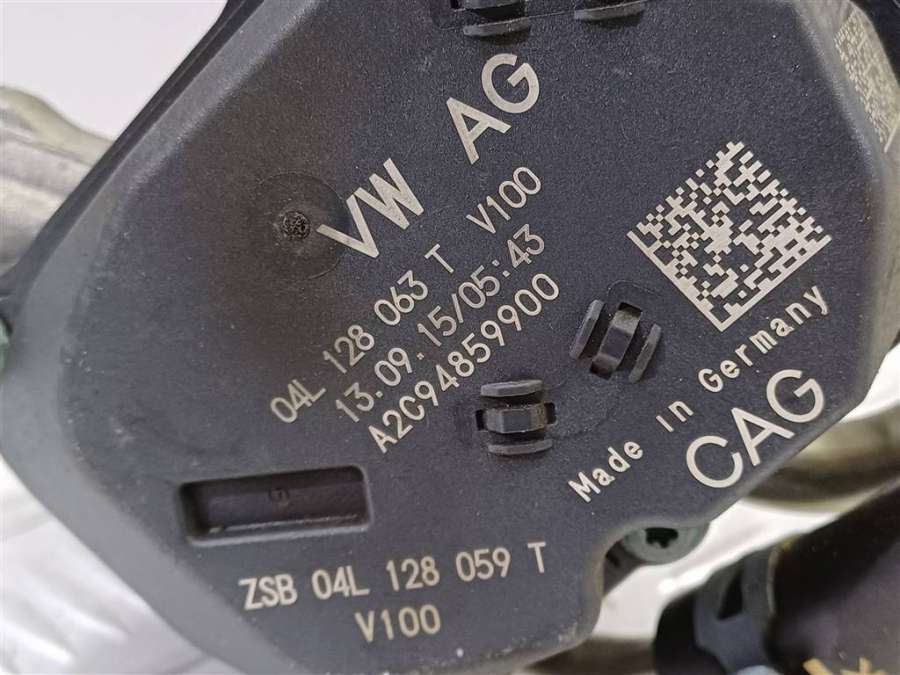 VW AG
04L 128 063 T V100
13.09.15/05:43
A2C94859900
Made in Germany
CAG
ZSB 04L 128 059 T
V100